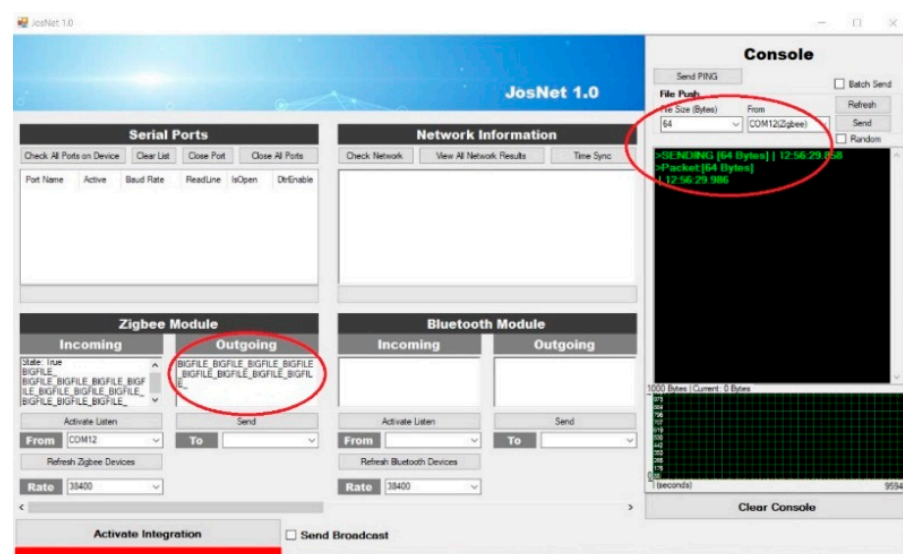 JosNet 1.0
JosNet 1.0
Console
Send PING
Batch Send
File Push
File Size (Bytes) From
Refresh
64 COM12(Zigbee)
Send
Random
Serial Ports
Check All Ports on Device Clear List Close Port Close All Ports
Port Name Active Baud Rate ReadLine IsOpen DtrEnable
Network Information
Check Network View All Network Results Time Sync
>SENDING [64 Bytes] | 12:56:29.858
>Packet [64 Bytes]
| 12:56:29.986
Zigbee Module
Incoming Outgoing
State: True
BIGFILE_
BIGFILE_BIGFILE_BIGFILE_BIGF
ILE_BIGFILE_BIGFILE_BIGFILE_
BIGFILE_BIGFILE_BIGFILE_
BIGFILE_BIGFILE_BIGFILE_BIGFILE
_BIGFILE_BIGFILE_BIGFILE_BIGFIL
E_
Activate Listen Send
From COM12 To
Refresh Zigbee Devices
Rate 38400
Bluetooth Module
Incoming Outgoing
Activate Listen Send
From To
Refresh Bluetooth Devices
Rate 38400
1000 Bytes | Current: 0 Bytes
(seconds) 9594
Clear Console
Activate Integration Send Broadcast